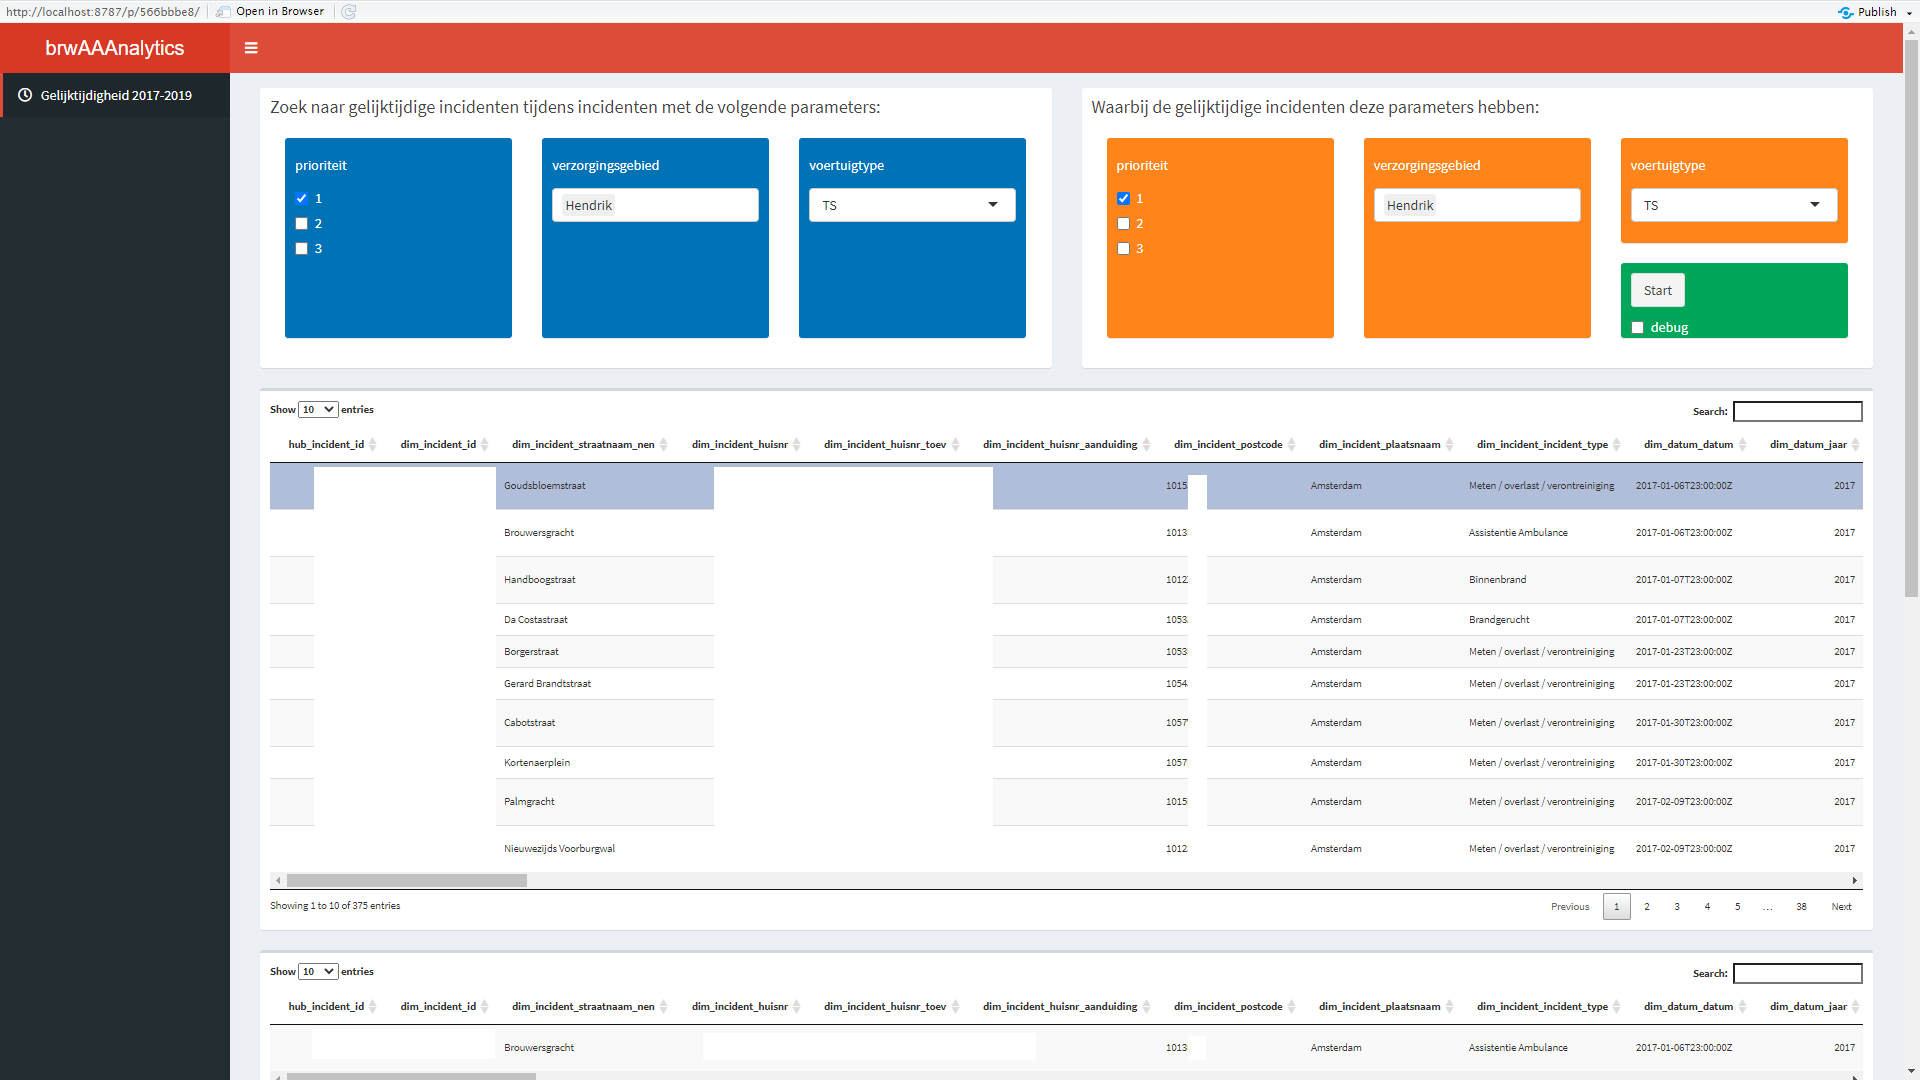 http://localhost:8787/p/566bbbe8/ Open in Browser Publish
brwAAAnalytics
Gelijktijdigheid 2017-2019
Zoek naar gelijktijdige incidenten tijdens incidenten met de volgende parameters:
prioriteit
1
2
3
verzorgingsgebied
Hendrik
voertuigtype
TS
Waarbij de gelijktijdige incidenten deze parameters hebben:
prioriteit
1
2
3
verzorgingsgebied
Hendrik
voertuigtype
TS
Start
debug
Show 10 entries Search:
hub_incident_id dim_incident_id dim_incident_straatnaam_nen dim_incident_huisnr dim_incident_huisnr_toev dim_incident_huisnr_aanduiding dim_incident_postcode dim_incident_plaatsnaam dim_incident_incident_type dim_datum_datum dim_datum_jaar
Goudsbloemstraat 1015 Amsterdam Meten / overlast / verontreiniging 2017-01-06T23:00:00Z 2017
Brouwersgracht 1013 Amsterdam Assistentie Ambulance 2017-01-06T23:00:00Z 2017
Handboogstraat 1012 Amsterdam Binnenbrand 2017-01-07T23:00:00Z 2017
Da Costastraat 1053 Amsterdam Brandgerucht 2017-01-07T23:00:00Z 2017
Borgerstraat 1053 Amsterdam Meten / overlast / verontreiniging 2017-01-23T23:00:00Z 2017
Gerard Brandtstraat 1054 Amsterdam Meten / overlast / verontreiniging 2017-01-23T23:00:00Z 2017
Cabotstraat 1057 Amsterdam Meten / overlast / verontreiniging 2017-01-30T23:00:00Z 2017
Kortenaerplein 1057 Amsterdam Meten / overlast / verontreiniging 2017-01-30T23:00:00Z 2017
Palmgracht 1015 Amsterdam Meten / overlast / verontreiniging 2017-02-09T23:00:00Z 2017
Nieuwezijds Voorburgwal 1012 Amsterdam Meten / overlast / verontreiniging 2017-02-09T23:00:00Z 2017
Showing 1 to 10 of 375 entries Previous 1 2 3 4 5 … 38 Next
Show 10 entries Search:
hub_incident_id dim_incident_id dim_incident_straatnaam_nen dim_incident_huisnr dim_incident_huisnr_toev dim_incident_huisnr_aanduiding dim_incident_postcode dim_incident_plaatsnaam dim_incident_incident_type dim_datum_datum dim_datum_jaar
Brouwersgracht 1013 Amsterdam Assistentie Ambulance 2017-01-06T23:00:00Z 2017